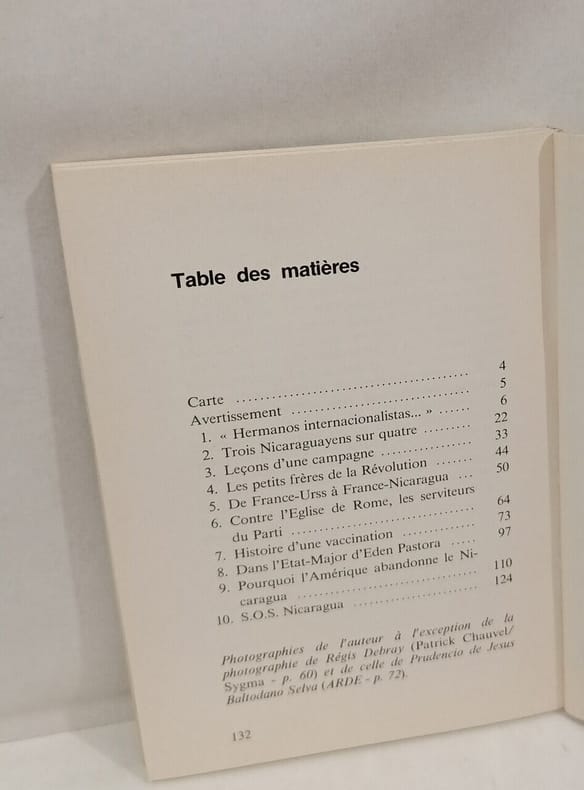 Table des matières
Carte ........................................ 4
Avertissement ............................... 5
1. « Hermanos internacionalistas... » ...... 6
2. Trois Nicaraguayens sur quatre ......... 22
3. Leçons d'une campagne ................ 33
4. Les petits frères de la Révolution ....... 44
5. De France-Urss à France-Nicaragua ... 50
6. Contre l'Eglise de Rome, les serviteurs
du Parti ................................ 64
7. Histoire d'une vaccination ............. 73
8. Dans l'Etat-Major d'Eden Pastora ..... 97
9. Pourquoi l'Amérique abandonne le Ni-
caragua ................................ 110
10. S.O.S. Nicaragua ...................... 124
Photographies de l'auteur à l'exception de la
photographie de Régis Debray (Patrick Chauvel/
Sygma - p. 60) et de celle de Prudencio de Jesus
Baltodano Selva (ARDE - p. 72).
132